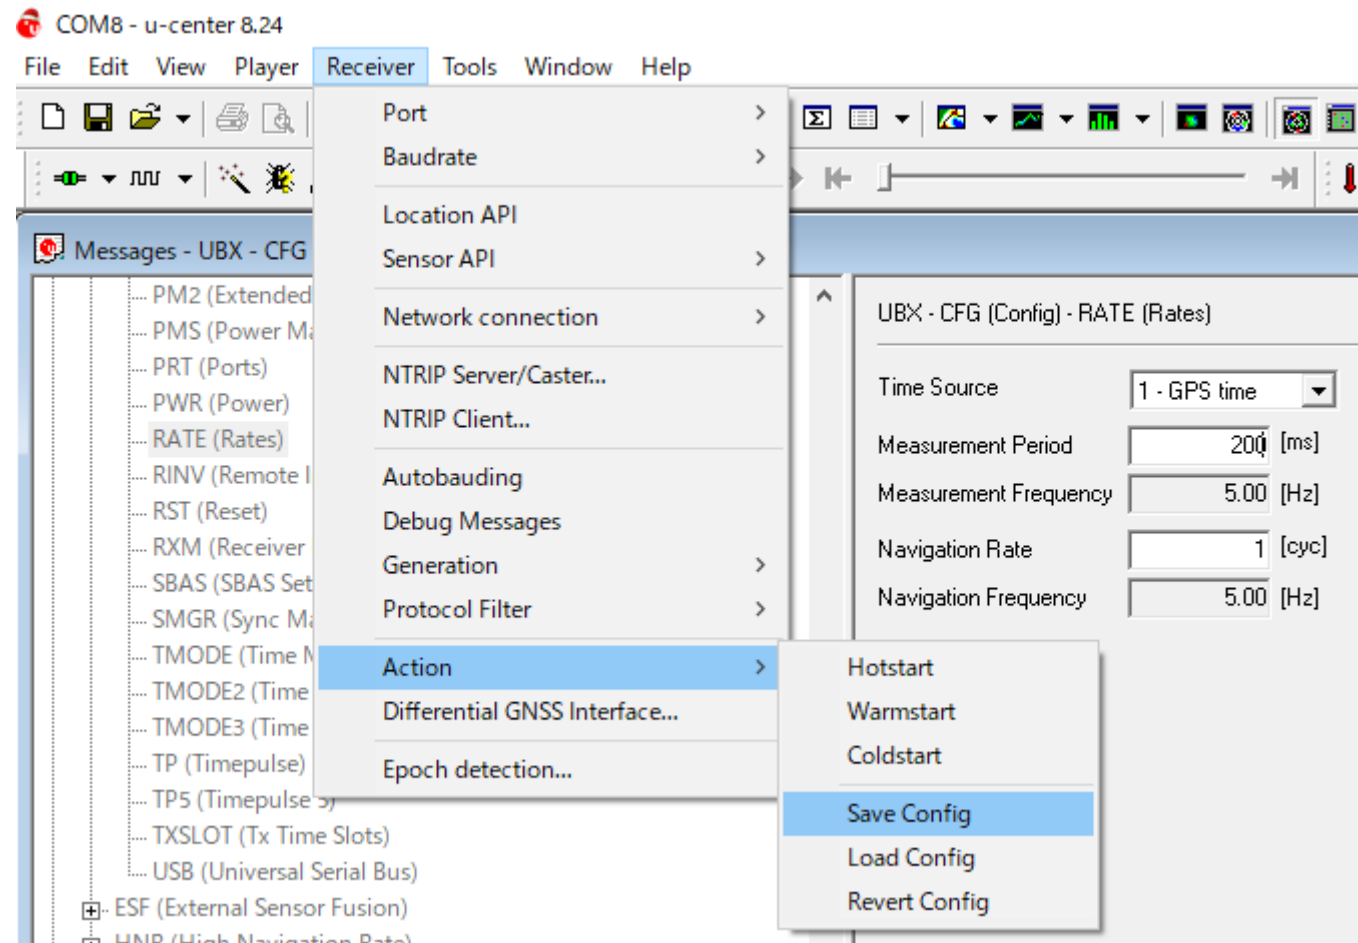 COM8 - u-center 8.24
File Edit View Player Receiver Tools Window Help
Port
Baudrate
Location API
Sensor API
Network connection
NTRIP Server/Caster...
NTRIP Client...
Autobauding
Debug Messages
Generation
Protocol Filter
Action
Differential GNSS Interface...
Epoch detection...
Hotstart
Warmstart
Coldstart
Save Config
Load Config
Revert Config
Messages - UBX - CFG
PM2 (Extended
PMS (Power Ma
PRT (Ports)
PWR (Power)
RATE (Rates)
RINV (Remote I
RST (Reset)
RXM (Receiver
SBAS (SBAS Set
SMGR (Sync Ma
TMODE (Time M
TMODE2 (Time
TMODE3 (Time
TP (Timepulse)
TP5 (Timepulse 5)
TXSLOT (Tx Time Slots)
USB (Universal Serial Bus)
ESF (External Sensor Fusion)
HNR (High Navigation Rate)
UBX - CFG (Config) - RATE (Rates)
Time Source 1 - GPS time
Measurement Period 200 [ms]
Measurement Frequency 5.00 [Hz]
Navigation Rate 1 [cyc]
Navigation Frequency 5.00 [Hz]